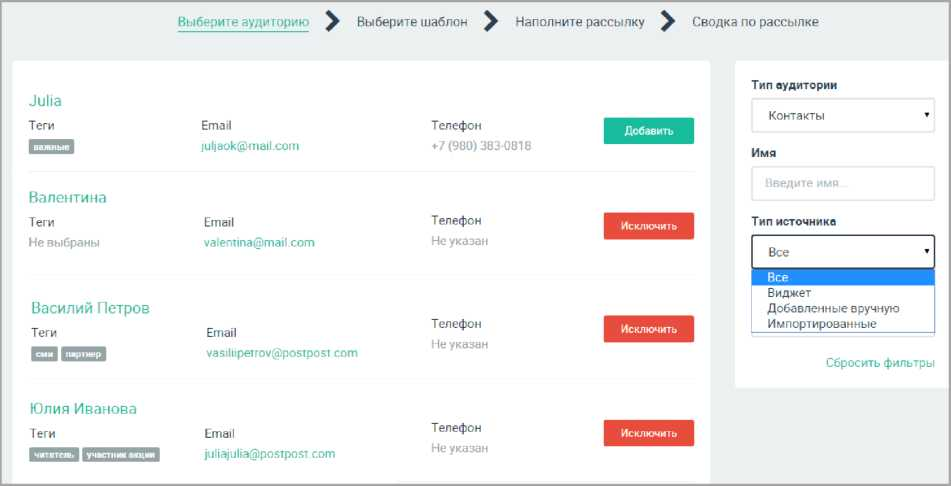 Выберите аудиторию Выберите шаблон Наполните рассылку Сводка по рассылке
Julia
Теги Email Телефон
важные juljaok@mail.com +7 (980) 383-0818
Добавить
Валентина
Теги Email Телефон
Не выбраны valentina@mail.com Не указан
Исключить
Василий Петров
Теги Email Телефон
сми партнер vasiliipetrov@postpost.com Не указан
Исключить
Юлия Иванова
Теги Email Телефон
читатель участник акции juliajulia@postpost.com Не указан
Исключить
Тип аудитории
Контакты
Имя
Введите имя...
Тип источника
Все
Все
Виджет
Добавленные вручную
Импортированные
Сбросить фильтры